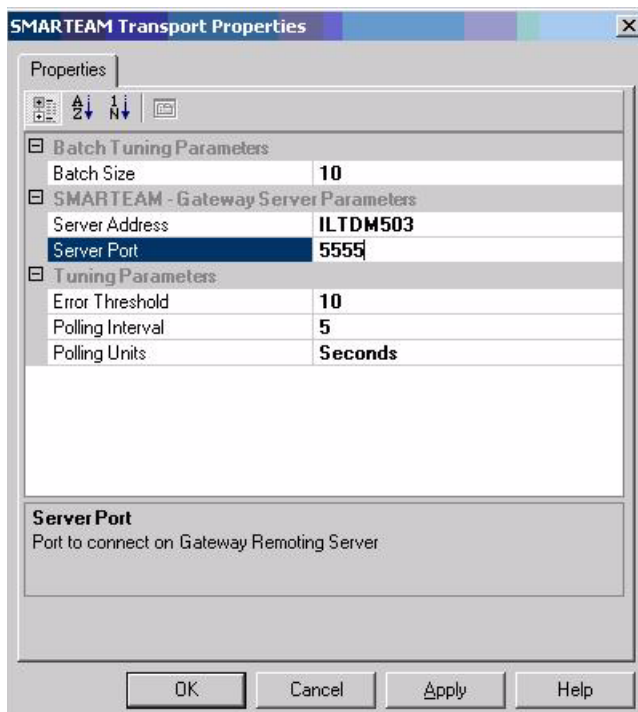 SMARTEAM Transport Properties
Properties
Batch Tuning Parameters
Batch Size 10
SMARTEAM - Gateway Server Parameters
Server Address ILTDM503
Server Port 5555
Tuning Parameters
Error Threshold 10
Polling Interval 5
Polling Units Seconds
Server Port
Port to connect on Gateway Remoting Server
OK Cancel Apply Help